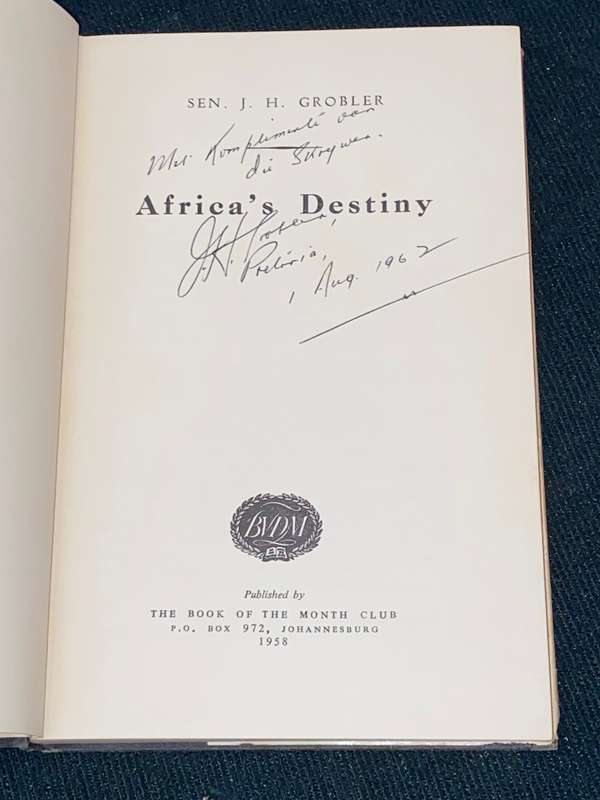 SEN. J. H. GROBLER
Met Komplimente van
die Skrywer.
Africa's Destiny
J.H. Grobler,
Pretoria,
1 Aug. 1962
BVDM
Published by
THE BOOK OF THE MONTH CLUB
P.O. BOX 972, JOHANNESBURG
1958